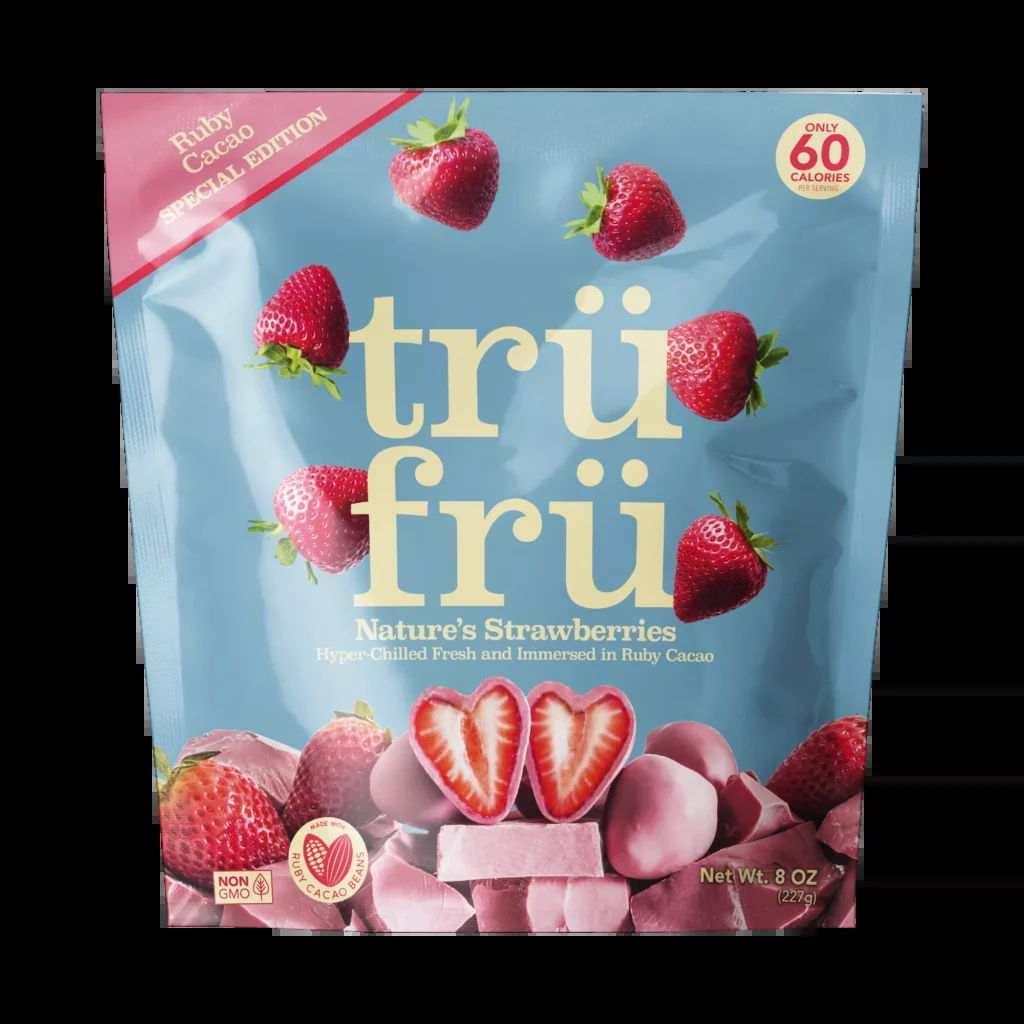 Ruby
Cacao
SPECIAL EDITION
ONLY
60
CALORIES
PER SERVING
trü
frü
Nature's Strawberries
Hyper-Chilled Fresh and Immersed in Ruby Cacao
MADE WITH
RUBY CACAO BEANS
NON
GMO
Net Wt. 8 OZ
(227g)